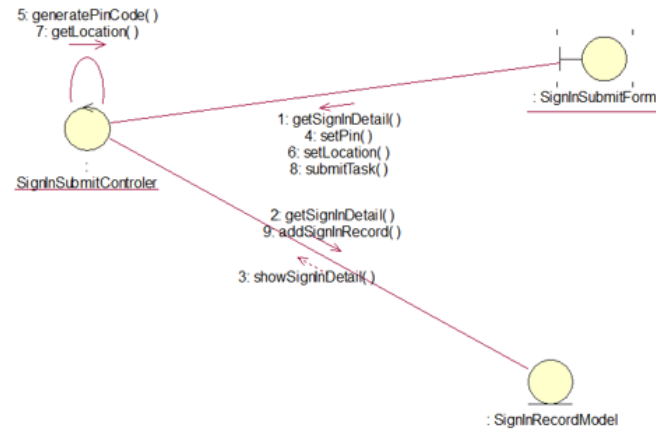 5: generatePinCode( )
7: getLocation( )
: SignInSubmitForm
1: getSignInDetail( )
4: setPin( )
6: setLocation( )
8: submitTask( )
:
SignInSubmitControler
2: getSignInDetail( )
9: addSignInRecord( )
3: showSignInDetail( )
: SignInRecordModel